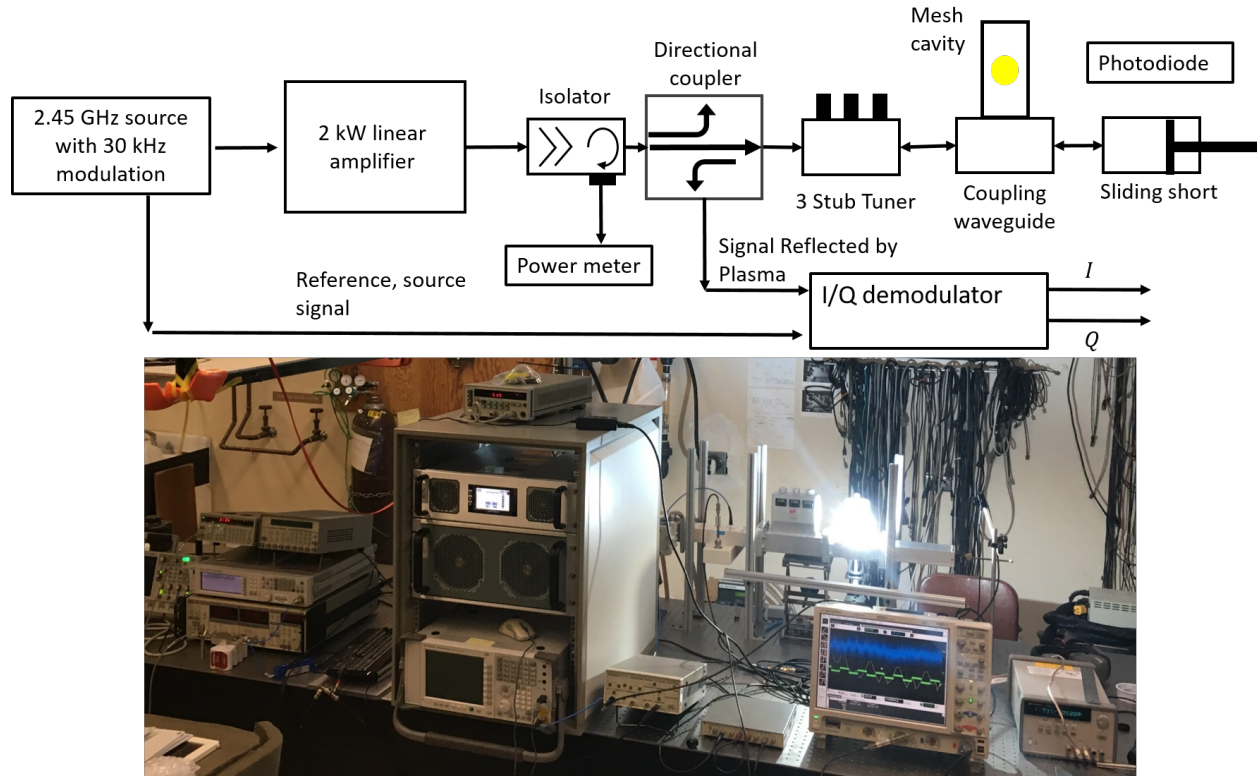 Mesh
cavity
Directional
coupler
Photodiode
Isolator
2.45 GHz source
with 30 kHz
modulation
2 kW linear
amplifier
3 Stub Tuner
Coupling
waveguide
Sliding short
Power meter
Signal Reflected by
Plasma
Reference, source
signal
I/Q demodulator
I
Q